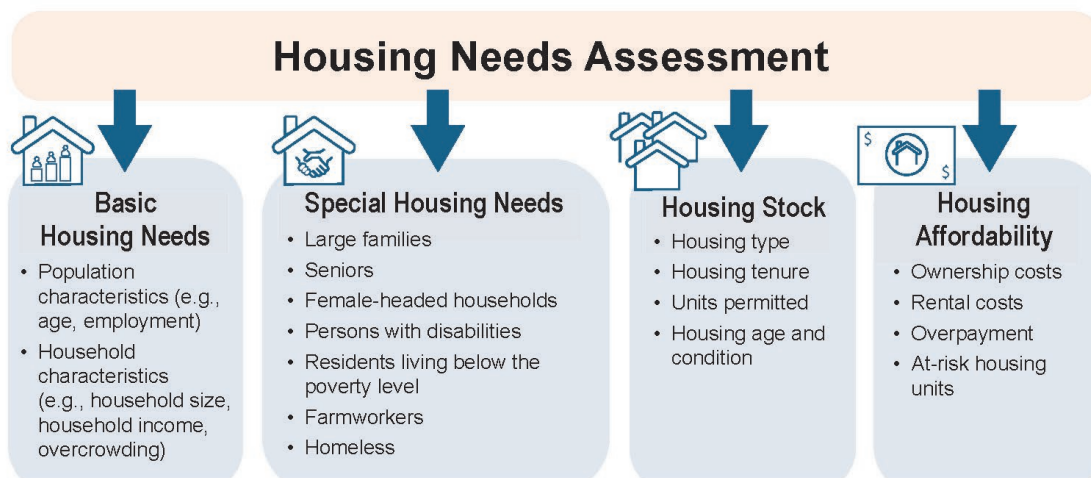 Housing Needs Assessment
Basic
Housing Needs
• Population
characteristics (e.g.,
age, employment)
• Household
characteristics
(e.g., household size,
household income,
overcrowding)
Special Housing Needs
• Large families
• Seniors
• Female-headed households
• Persons with disabilities
• Residents living below the
poverty level
• Farmworkers
• Homeless
Housing Stock
• Housing type
• Housing tenure
• Units permitted
• Housing age and
condition
$
$
Housing
Affordability
• Ownership costs
• Rental costs
• Overpayment
• At-risk housing
units